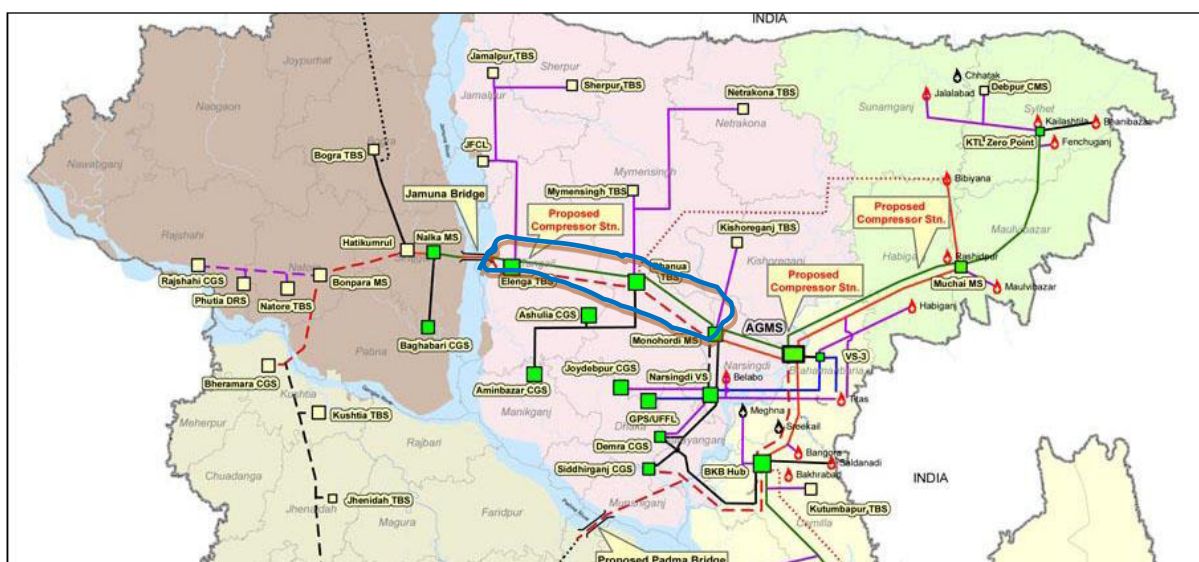 INDIA
Jamalpur TBS
Sherpur
Sherpur TBS
Joypurhat
Jamalpur
Netrakona TBS
Netrakona
Chhatak
Jalalabad
Debpur CMS
Sunamganj
Sylhet
Kailashtila
Bhanibazar
KTL Zero Point
Fenchuganj
Naogaon
Nawabganj
Bogra TBS
JFCL
Mymensingh
Mymensingh TBS
Bibiyana
Jamuna Bridge
Proposed
Compressor Stn.
Kishoreganj TBS
Kishoreganj
Proposed
Compressor Stn.
Maulvibazar
Rajshahi
Hatikumrul
Nalka MS
Rajshahi CGS
Phutia DRS
Natore TBS
Bonpara MS
Elenga TBS
Dhanua
TBS
Proposed
Compressor Stn.
Habiganj
Rashidpur
Muchai MS
Maulvibazar
Ashulia CGS
Monohordi MS
AGMS
Habiganj
Baghabari CGS
Pabna
Joydebpur CGS
Narsingdi
VS-3
Brahamanbaria
Bheramara CGS
Aminbazar CGS
Narsingdi VS
Belabo
Kushtia
Manikganj
GPS/UFFL
Titas
Kushtia TBS
Meherpur
Dhaka
Meghna
Sreekail
Rajbari
Demra CGS
Narayanganj
Bangora
Saldanadi
Chuadanga
Siddhirganj CGS
BKB Hub
Bakhrabad
INDIA
Jhenidah TBS
Jhenidah
Magura
Faridpur
Munshiganj
Kutumbapur TBS
Comilla
Proposed Padma Bridge